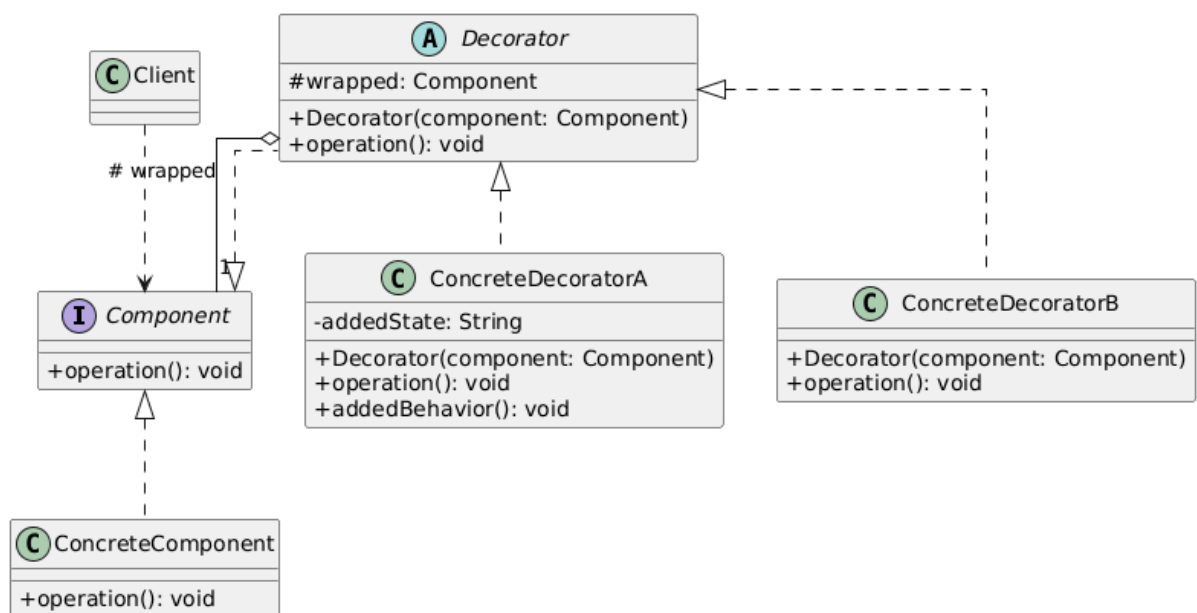 A Decorator
#wrapped: Component
+Decorator(component: Component)
+operation(): void
C Client
# wrapped
1
I Component
+operation(): void
C ConcreteDecoratorA
-addedState: String
+Decorator(component: Component)
+operation(): void
+addedBehavior(): void
C ConcreteDecoratorB
+Decorator(component: Component)
+operation(): void
C ConcreteComponent
+operation(): void